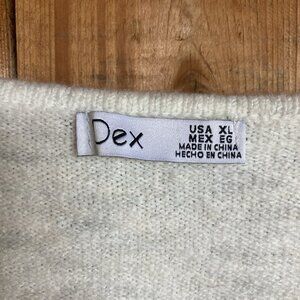 Dex
USA XL
MEX EG
MADE IN CHINA
HECHO EN CHINA